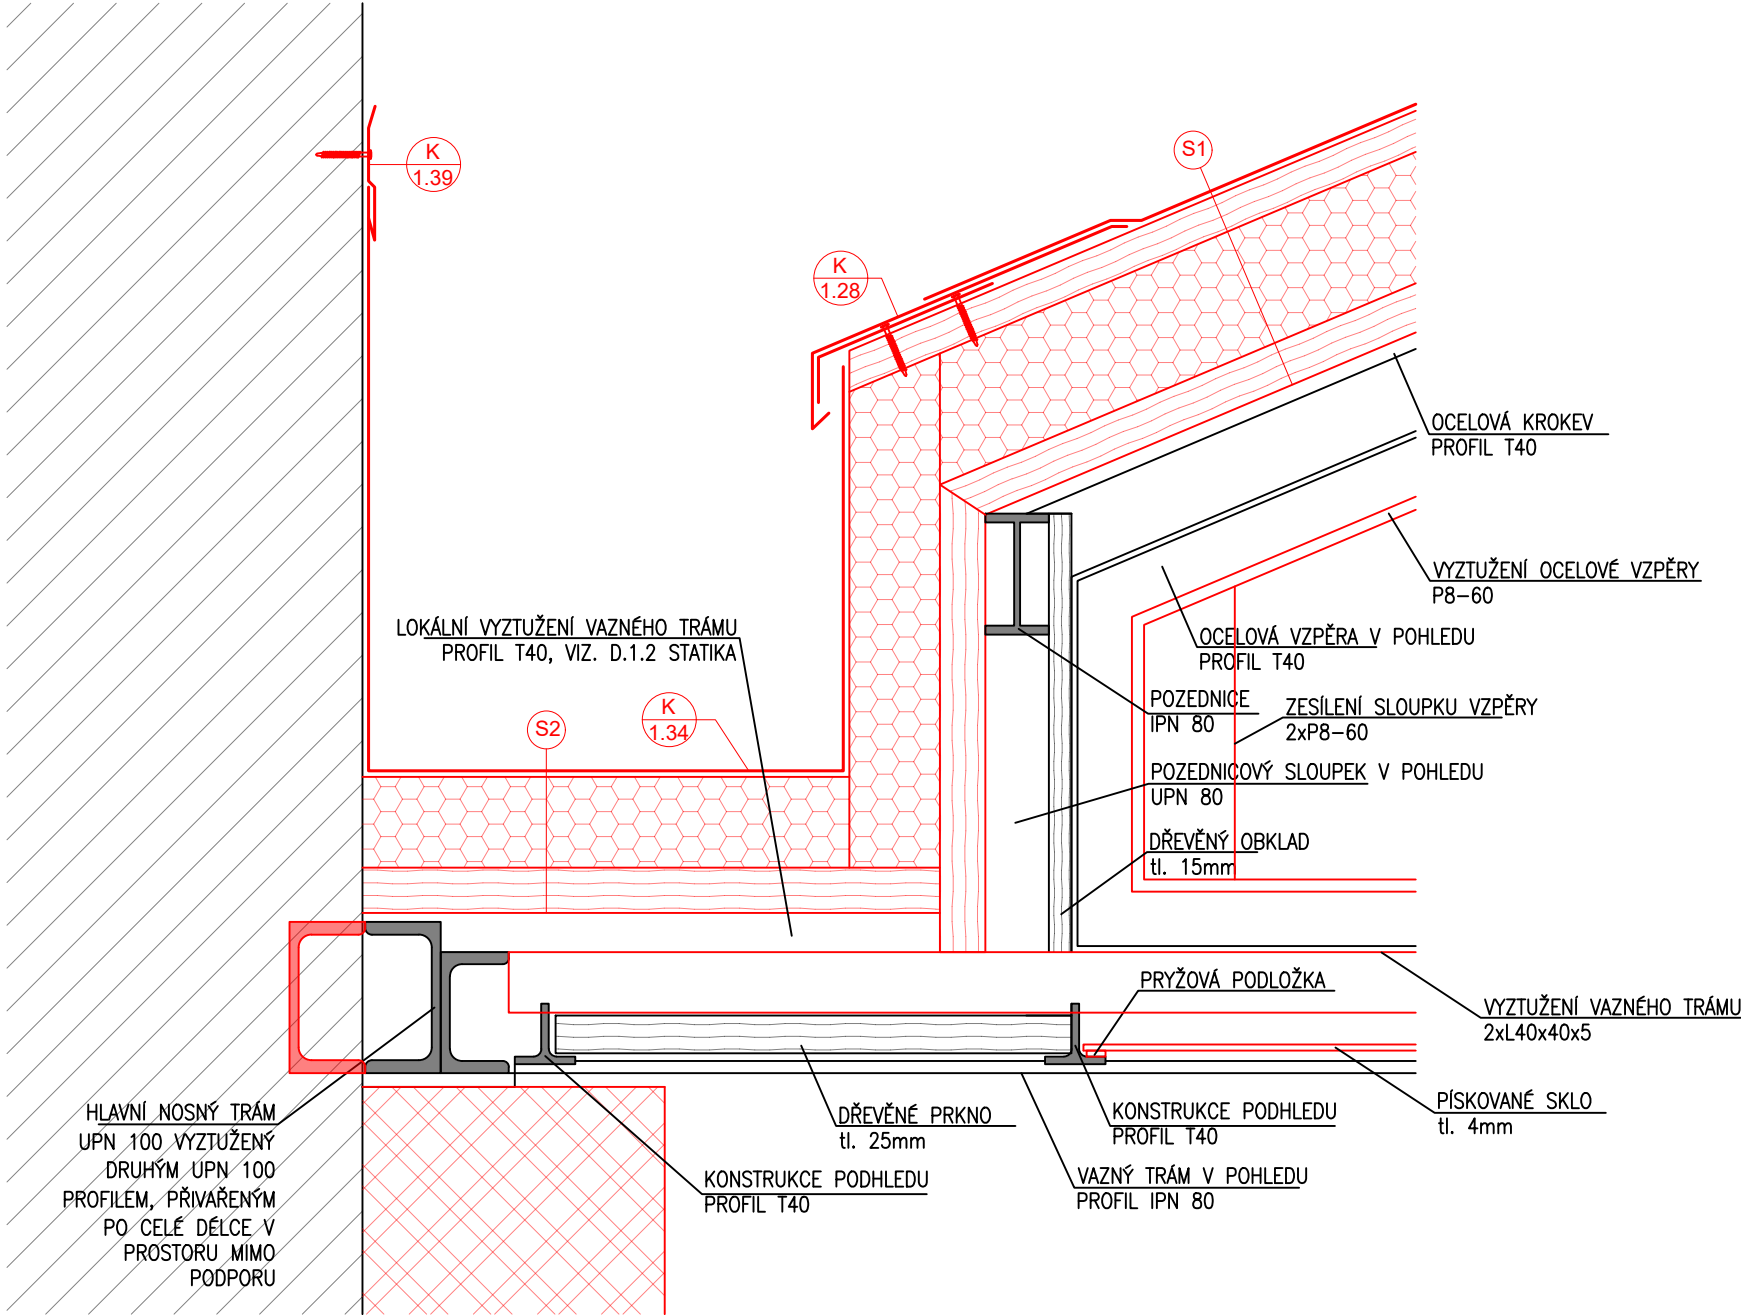 K
1.39
S1
K
1.28
OCELOVÁ KROKEV
PROFIL T40
VYZTUŽENÍ OCELOVÉ VZPĚRY
P8-60
LOKÁLNÍ VYZTUŽENÍ VAZNÉHO TRÁMU
PROFIL T40, VIZ. D.1.2 STATIKA
OCELOVÁ VZPĚRA V POHLEDU
PROFIL T40
POZEDNICE
IPN 80
ZESÍLENÍ SLOUPKU VZPĚRY
2xP8-60
K
1.34
S2
POZEDNICOVÝ SLOUPEK V POHLEDU
UPN 80
DŘEVĚNÝ OBKLAD
tl. 15mm
PRYŽOVÁ PODLOŽKA
VYZTUŽENÍ VAZNÉHO TRÁMU
2xL40x40x5
HLAVNÍ NOSNÝ TRÁM
UPN 100 VYZTUŽENÝ
DRUHÝM UPN 100
PROFILEM, PŘIVAŘENÝM
PO CELÉ DÉLCE V
PROSTORU MIMO
PODPORU
DŘEVĚNÉ PRKNO
tl. 25mm
KONSTRUKCE PODHLEDU
PROFIL T40
PÍSKOVANÉ SKLO
tl. 4mm
KONSTRUKCE PODHLEDU
PROFIL T40
VAZNÝ TRÁM V POHLEDU
PROFIL IPN 80